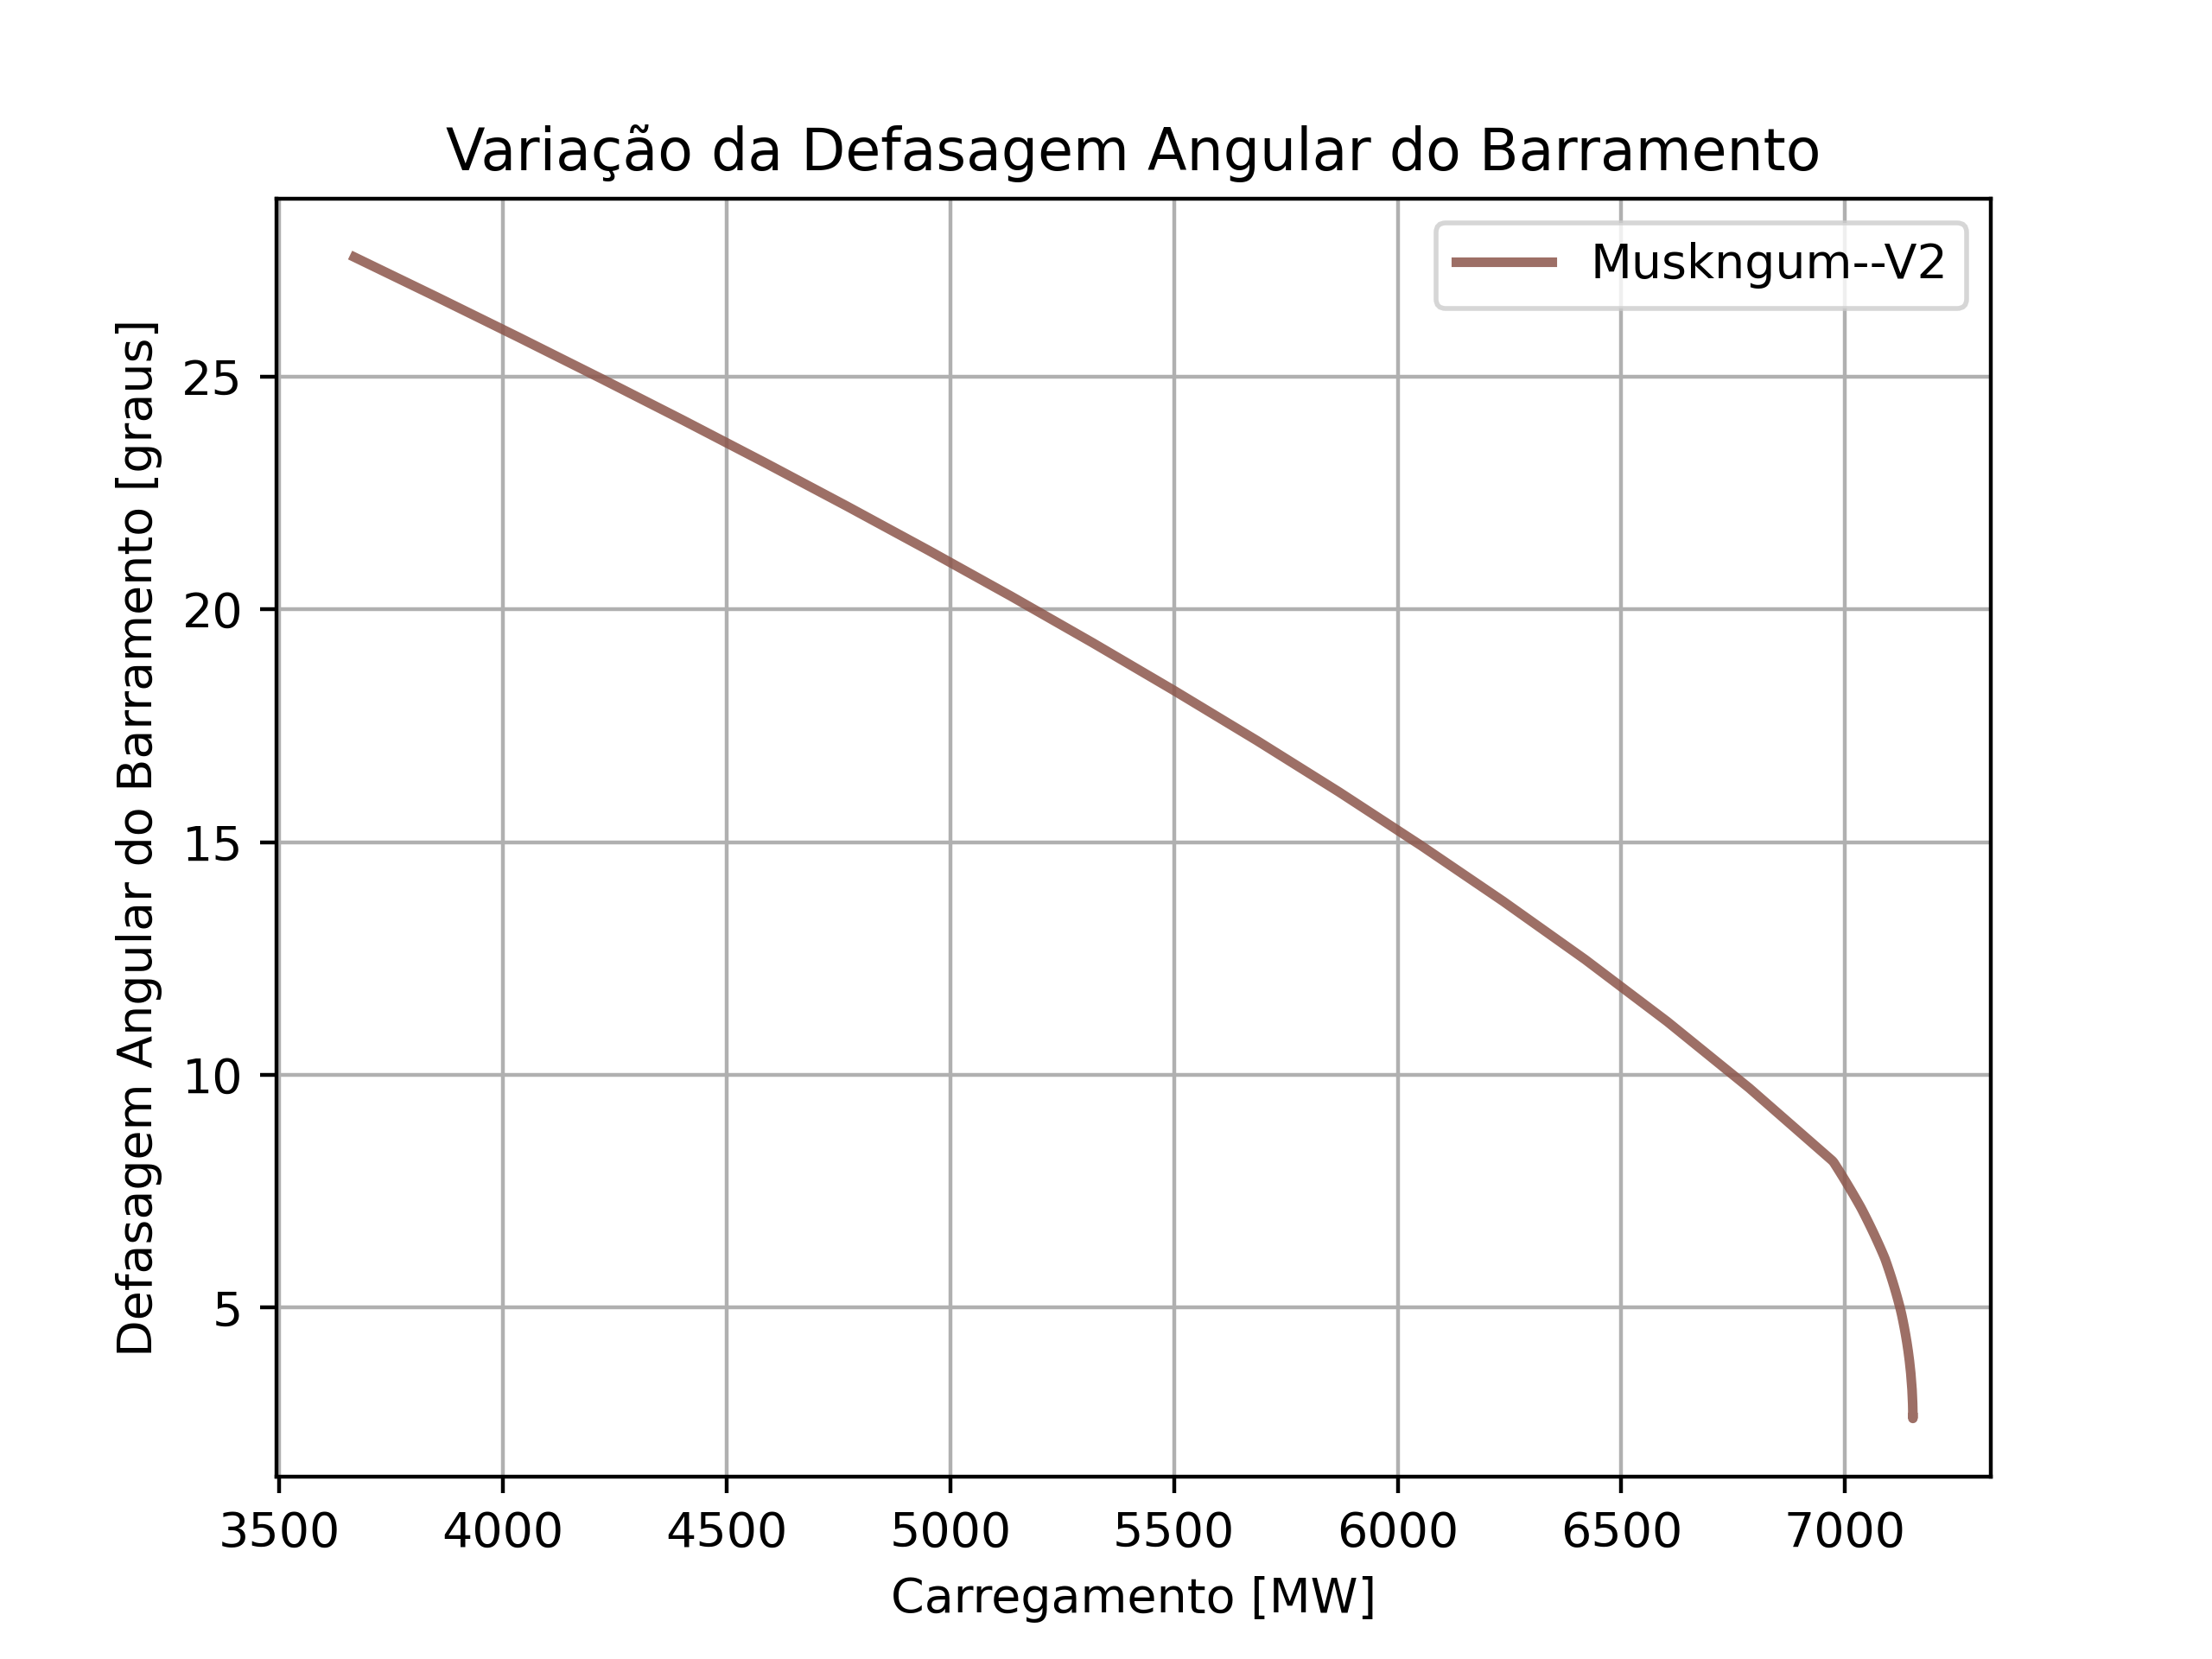 Variação da Defasagem Angular do Barramento
Muskngum--V2
Defasagem Angular do Barramento [graus]
25
20
15
10
5
3500 4000 4500 5000 5500 6000 6500 7000
Carregamento [MW]